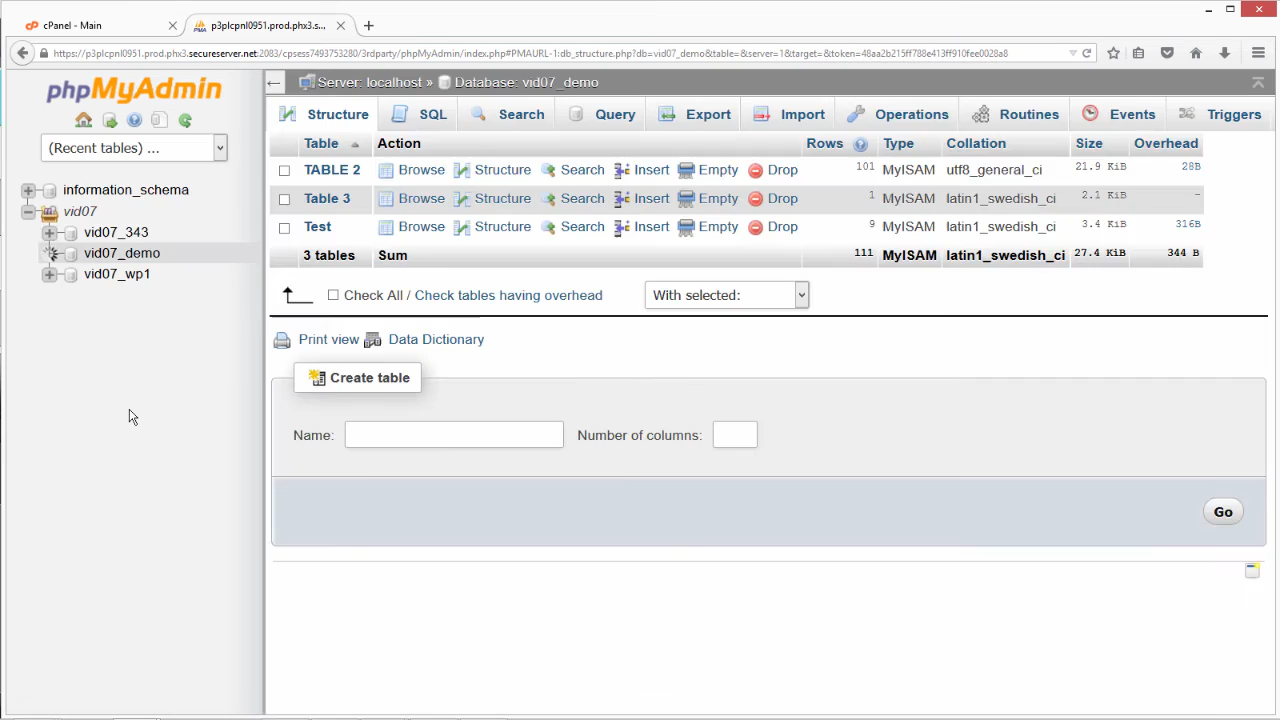 cPanel - Main
p3plcpnl0951.prod.phx3.s...
https://p3plcpnl0951.prod.phx3.secureserver.net:2083/cpsess7493753280/3rdparty/phpMyAdmin/index.php#PMAURL-1:db_structure.php?db=vid07_demo&table=&server=1&target=&token=48aa2b215ff788e413ff910fee0028a8
phpMyAdmin
(Recent tables) ...
information_schema
vid07
vid07_343
vid07_demo
vid07_wp1
Server: localhost » Database: vid07_demo
Structure SQL Search Query Export Import Operations Routines Events Triggers
Table Action Rows Type Collation Size Overhead
TABLE 2 Browse Structure Search Insert Empty Drop 101 MyISAM utf8_general_ci 21.9 KiB 28B
Table 3 Browse Structure Search Insert Empty Drop 1 MyISAM latin1_swedish_ci 2.1 KiB -
Test Browse Structure Search Insert Empty Drop 9 MyISAM latin1_swedish_ci 3.4 KiB 316B
3 tables Sum 111 MyISAM latin1_swedish_ci 27.4 KiB 344 B
Check All / Check tables having overhead With selected:
Print view Data Dictionary
Create table
Name: Number of columns:
Go